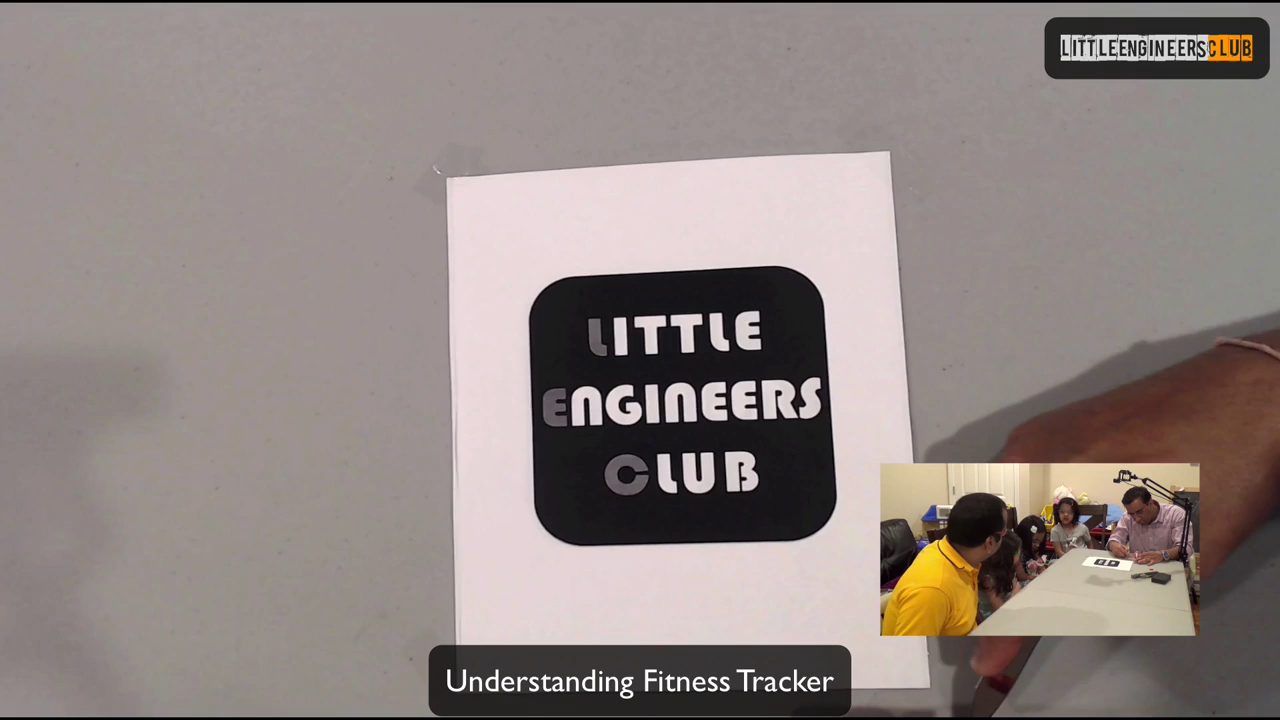 LITTLEENGINEERSCLUB
LITTLE
ENGINEERS
CLUB
Understanding Fitness Tracker